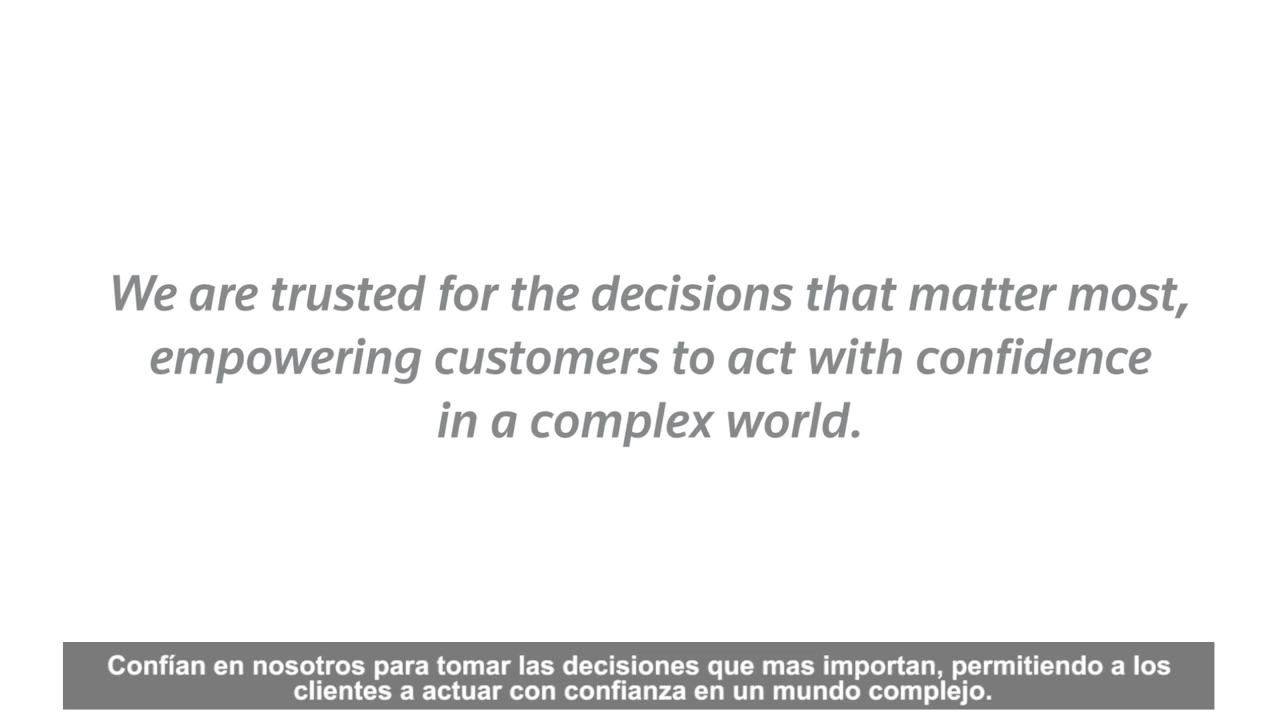 We are trusted for the decisions that matter most,
empowering customers to act with confidence
in a complex world.
Confían en nosotros para tomar las decisiones que mas importan, permitiendo a los
clientes a actuar con confianza en un mundo complejo.